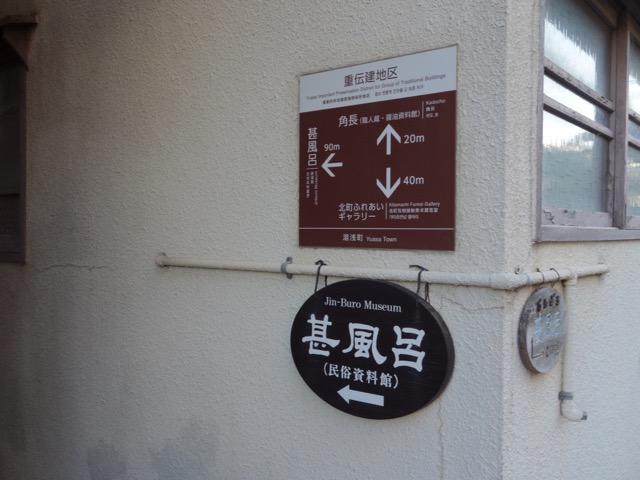 重伝建地区
Yuasa Important Preservation District for Group of Traditional Buildings
角長(職人蔵・醤油資料館)
Kadocho
角長
甚風呂
90m
20m
40m
北町ふれあい
ギャラリー
Kitamachi Fureai Gallery
湯浅町 Yuasa Town
Jin-Buro Museum
甚風呂
(民俗資料館)